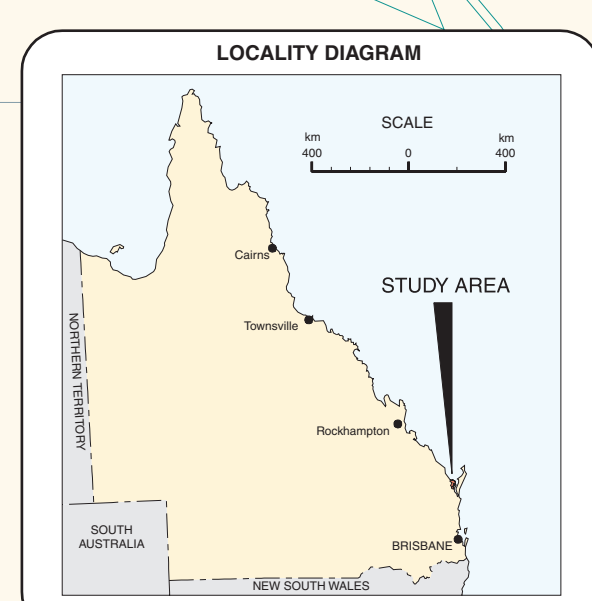 LOCALITY DIAGRAM
SCALE
km
km
400
0
400
Cairns
STUDY AREA
Townsville
NORTHERN TERRITORY
Rockhampton
SOUTH
AUSTRALIA
BRISBANE
NEW SOUTH WALES